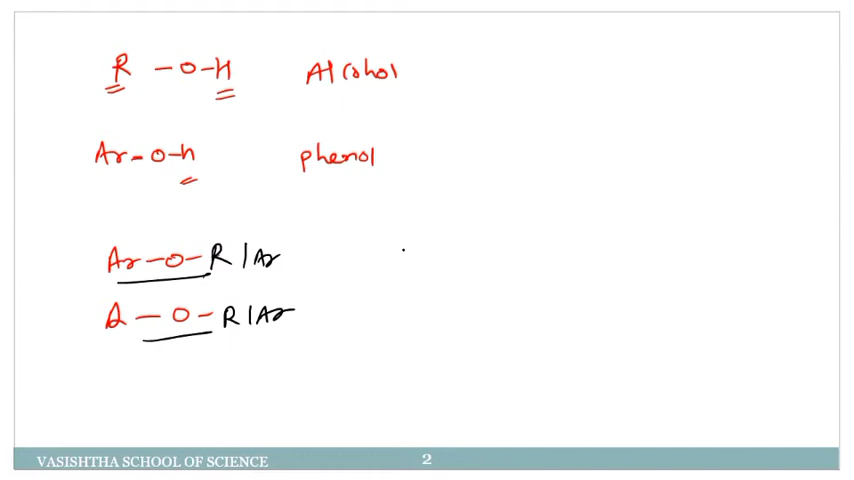 R - O - H Alcohol
Ar - O - H phenol
Ar - O - R | Ar
R - O - R | Ar
VASISHTHA SCHOOL OF SCIENCE 2